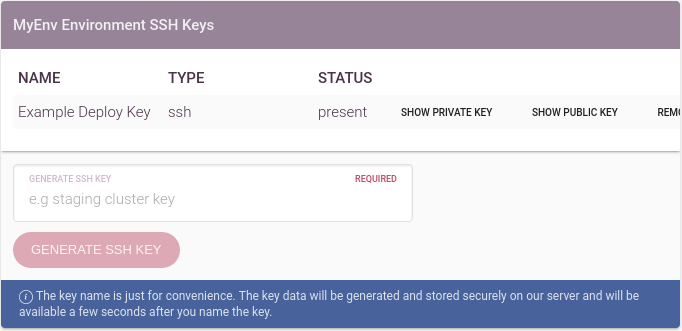 MyEnv Environment SSH Keys
NAME TYPE STATUS
Example Deploy Key ssh present SHOW PRIVATE KEY SHOW PUBLIC KEY REMO
GENERATE SSH KEY REQUIRED
e.g staging cluster key
GENERATE SSH KEY
The key name is just for convenience. The key data will be generated and stored securely on our server and will be
available a few seconds after you name the key.